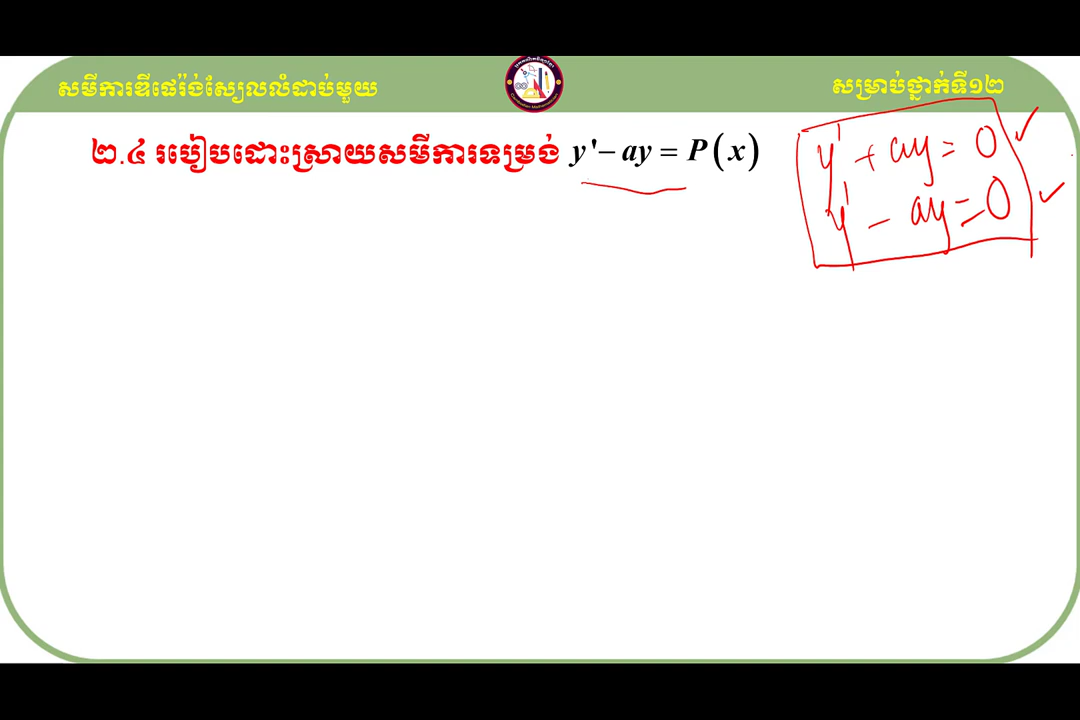 សមីការឌីផេរ៉ង់ស្យែលលំដាប់មួយ
សម្រាប់ថ្នាក់ទី១២
២.៤ របៀបដោះស្រាយសមីការទម្រង់ y'− ay = P(x)
y' + ay = 0
y' − ay = 0